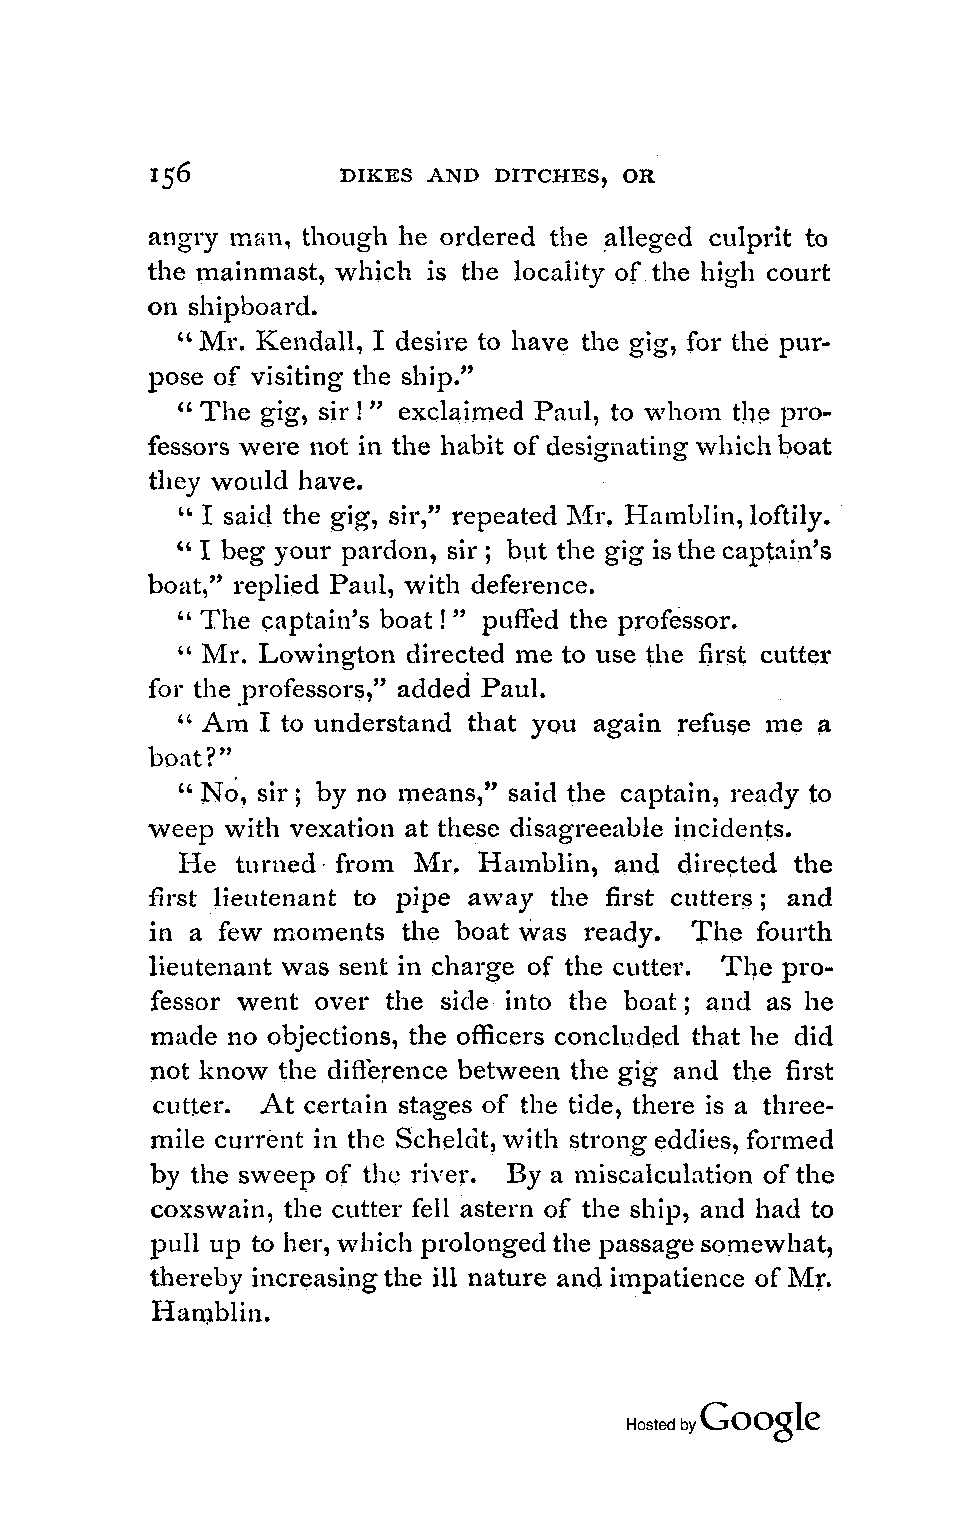 156 DIKES AND DITCHES, OR
angry man, though he ordered the alleged culprit to
the mainmast, which is the locality of the high court
on shipboard.
"Mr. Kendall, I desire to have the gig, for the pur-
pose of visiting the ship."
"The gig, sir!" exclaimed Paul, to whom the pro-
fessors were not in the habit of designating which boat
they would have.
"I said the gig, sir," repeated Mr. Hamblin, loftily.
"I beg your pardon, sir; but the gig is the captain's
boat," replied Paul, with deference.
"The captain's boat!" puffed the professor.
"Mr. Lowington directed me to use the first cutter
for the professors," added Paul.
"Am I to understand that you again refuse me a
boat?"
"No, sir; by no means," said the captain, ready to
weep with vexation at these disagreeable incidents.
He turned from Mr. Hamblin, and directed the
first lieutenant to pipe away the first cutters; and
in a few moments the boat was ready. The fourth
lieutenant was sent in charge of the cutter. The pro-
fessor went over the side into the boat; and as he
made no objections, the officers concluded that he did
not know the difference between the gig and the first
cutter. At certain stages of the tide, there is a three-
mile current in the Scheldt, with strong eddies, formed
by the sweep of the river. By a miscalculation of the
coxswain, the cutter fell astern of the ship, and had to
pull up to her, which prolonged the passage somewhat,
thereby increasing the ill nature and impatience of Mr.
Hamblin.
Hosted by Google